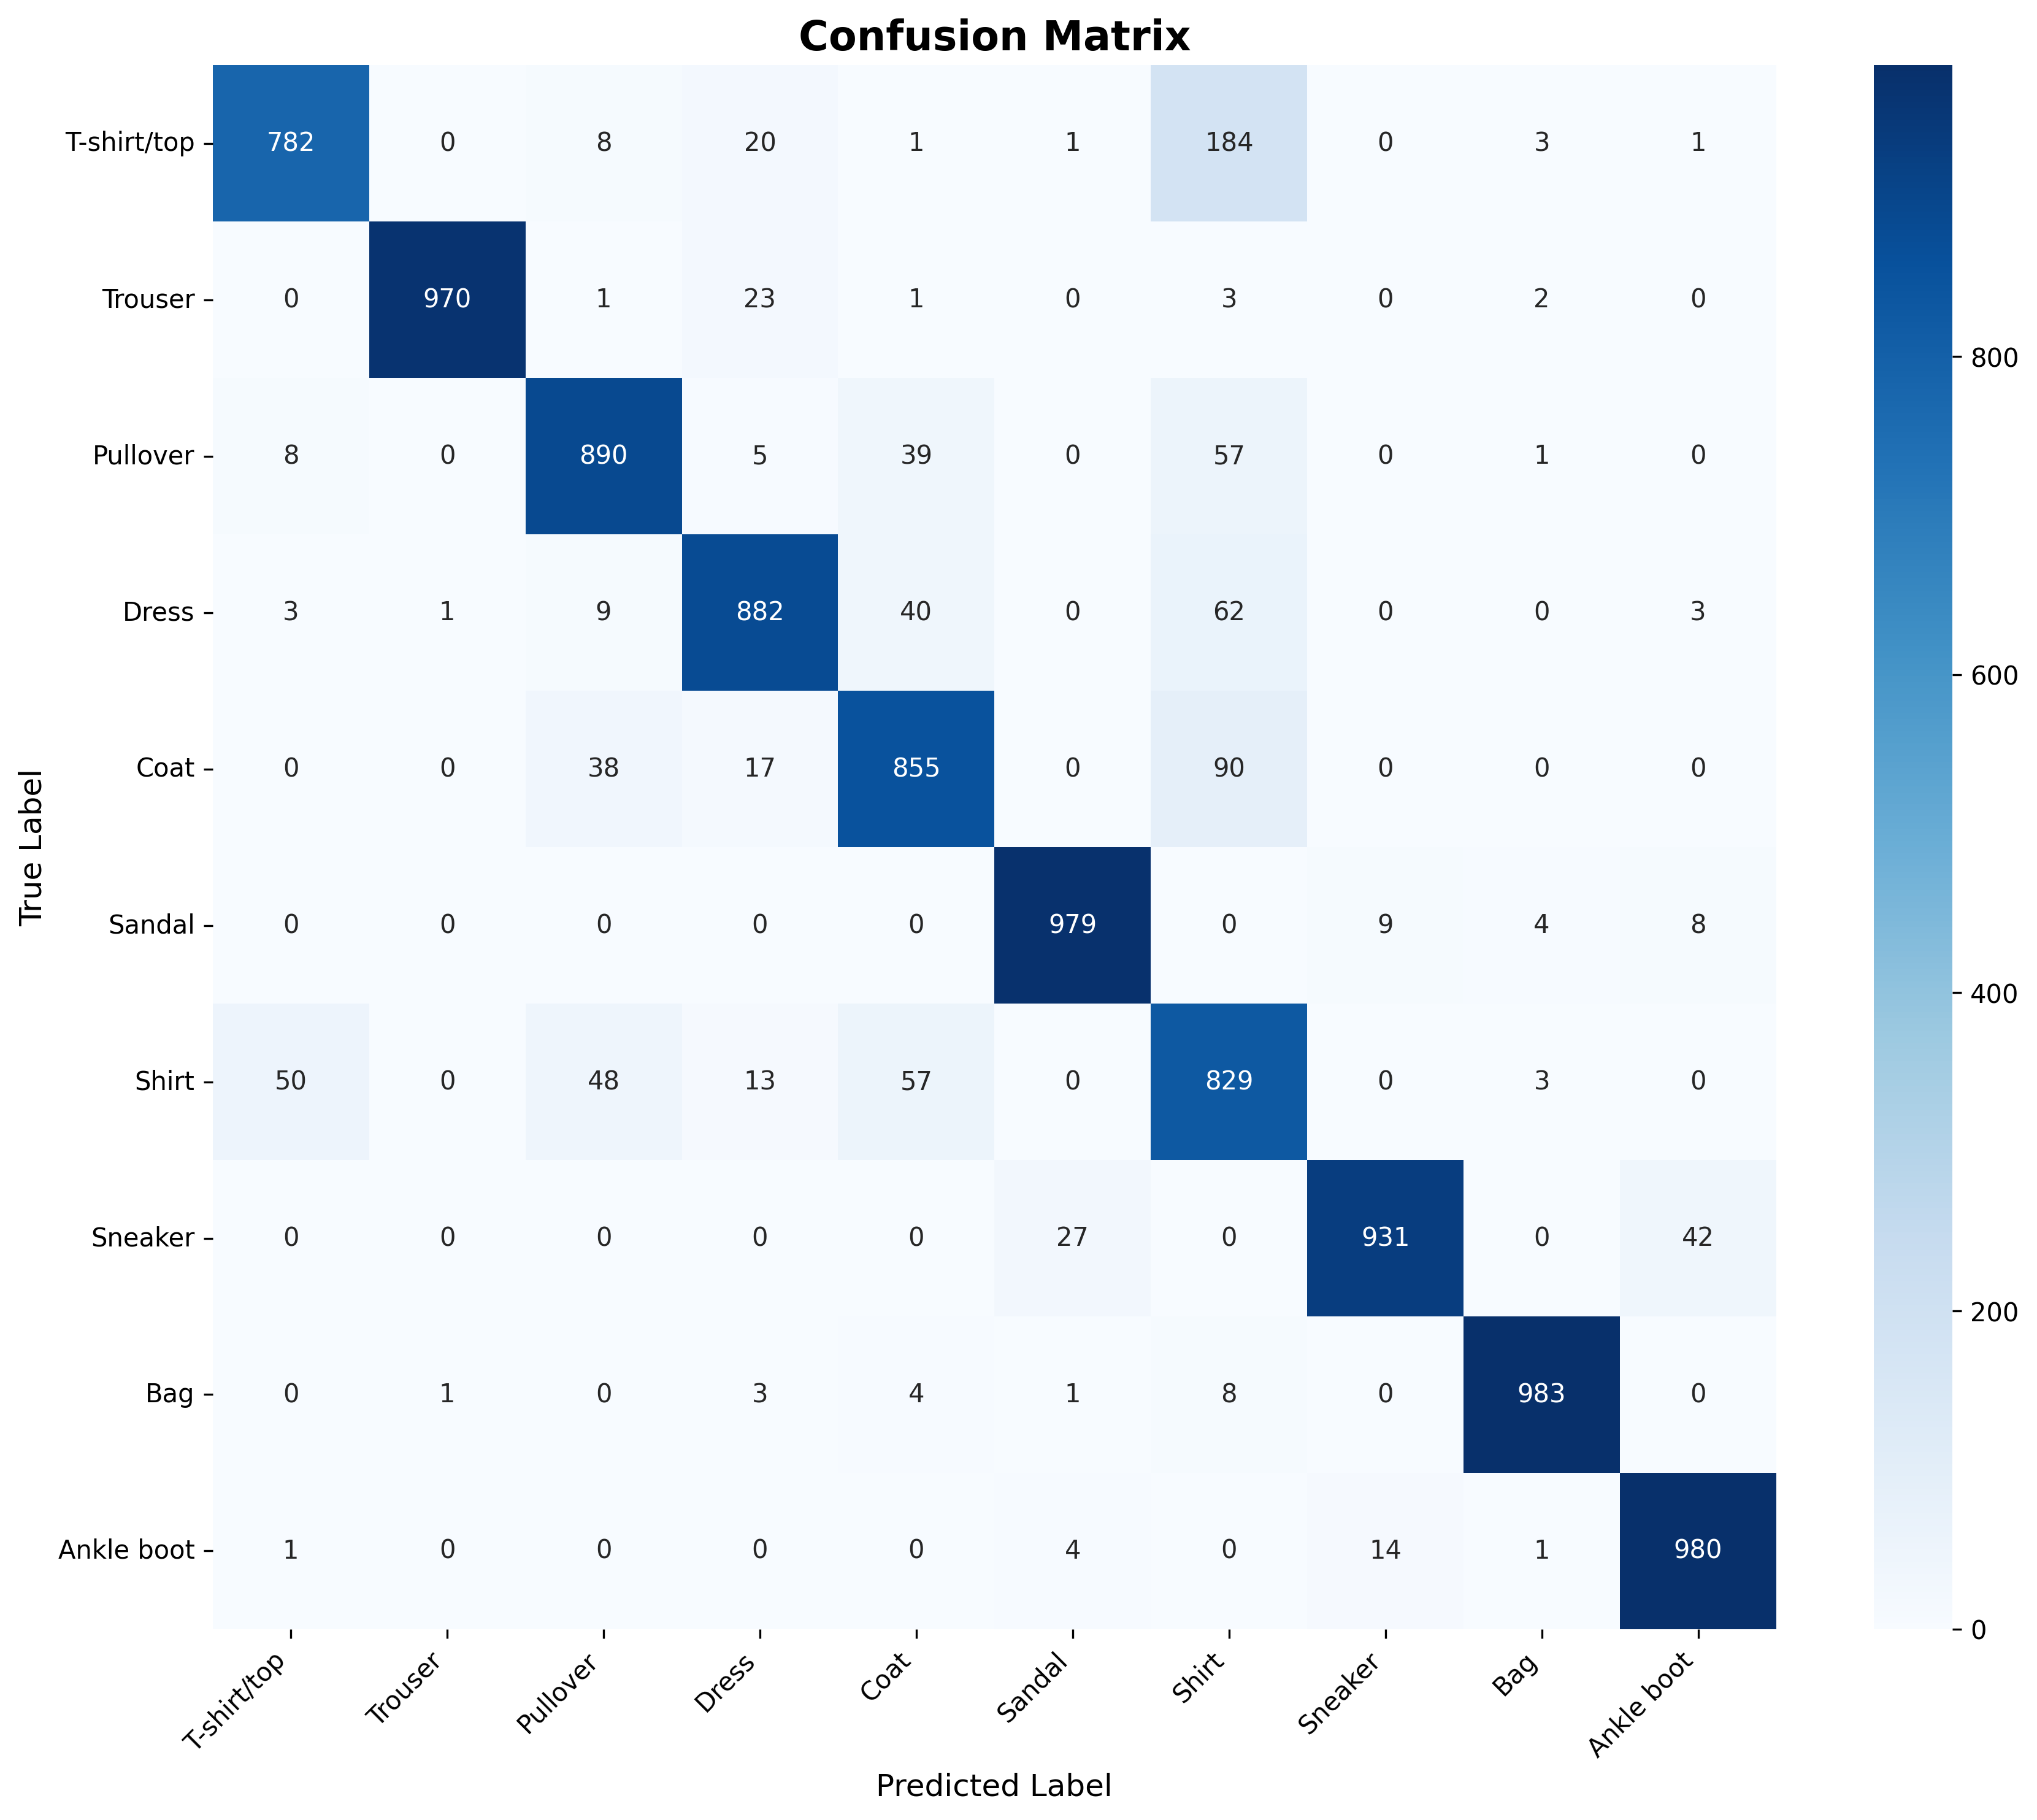 Confusion Matrix
T-shirt/top 782 0 8 20 1 1 184 0 3 1
Trouser 0 970 1 23 1 0 3 0 2 0
800
Pullover 8 0 890 5 39 0 57 0 1 0
Dress 3 1 9 882 40 0 62 0 0 3
600
Coat 0 0 38 17 855 0 90 0 0 0
True Label
Sandal 0 0 0 0 0 979 0 9 4 8
400
Shirt 50 0 48 13 57 0 829 0 3 0
Sneaker 0 0 0 0 0 27 0 931 0 42
200
Bag 0 1 0 3 4 1 8 0 983 0
Ankle boot 1 0 0 0 0 4 0 14 1 980
0
T-shirt/top Trouser Pullover Dress Coat Sandal Shirt Sneaker Bag Ankle boot
Predicted Label